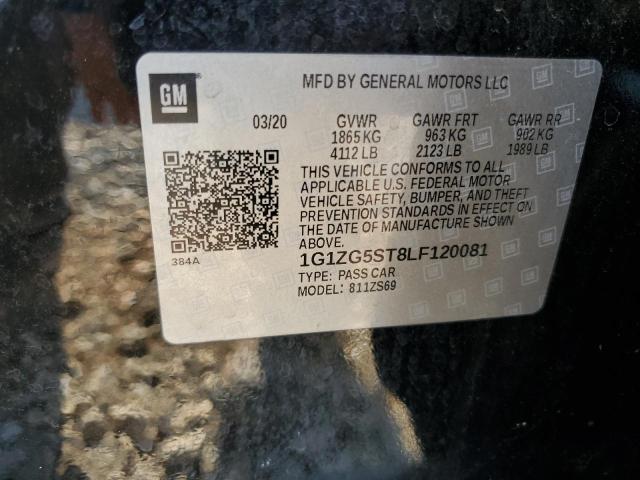 GM
MFD BY GENERAL MOTORS LLC
03/20 GVWR GAWR FRT GAWR RR
1865 KG 963 KG 902 KG
4112 LB 2123 LB 1989 LB
THIS VEHICLE CONFORMS TO ALL
APPLICABLE U.S. FEDERAL MOTOR
VEHICLE SAFETY, BUMPER, AND THEFT
PREVENTION STANDARDS IN EFFECT ON
THE DATE OF MANUFACTURE SHOWN
ABOVE.
384A
1G1ZG5ST8LF120081
TYPE: PASS CAR
MODEL: 811ZS69